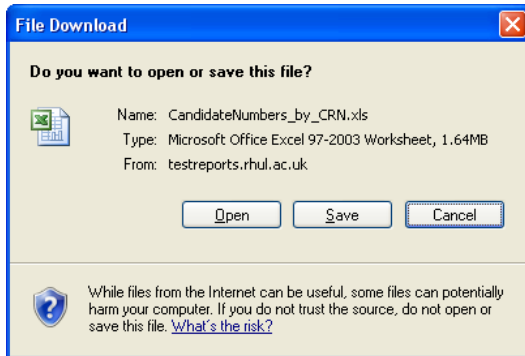 File Download
Do you want to open or save this file?
Name: CandidateNumbers_by_CRN.xls
Type: Microsoft Office Excel 97-2003 Worksheet, 1.64MB
From: testreports.rhul.ac.uk
Open Save Cancel
While files from the Internet can be useful, some files can potentially
harm your computer. If you do not trust the source, do not open or
save this file. What's the risk?